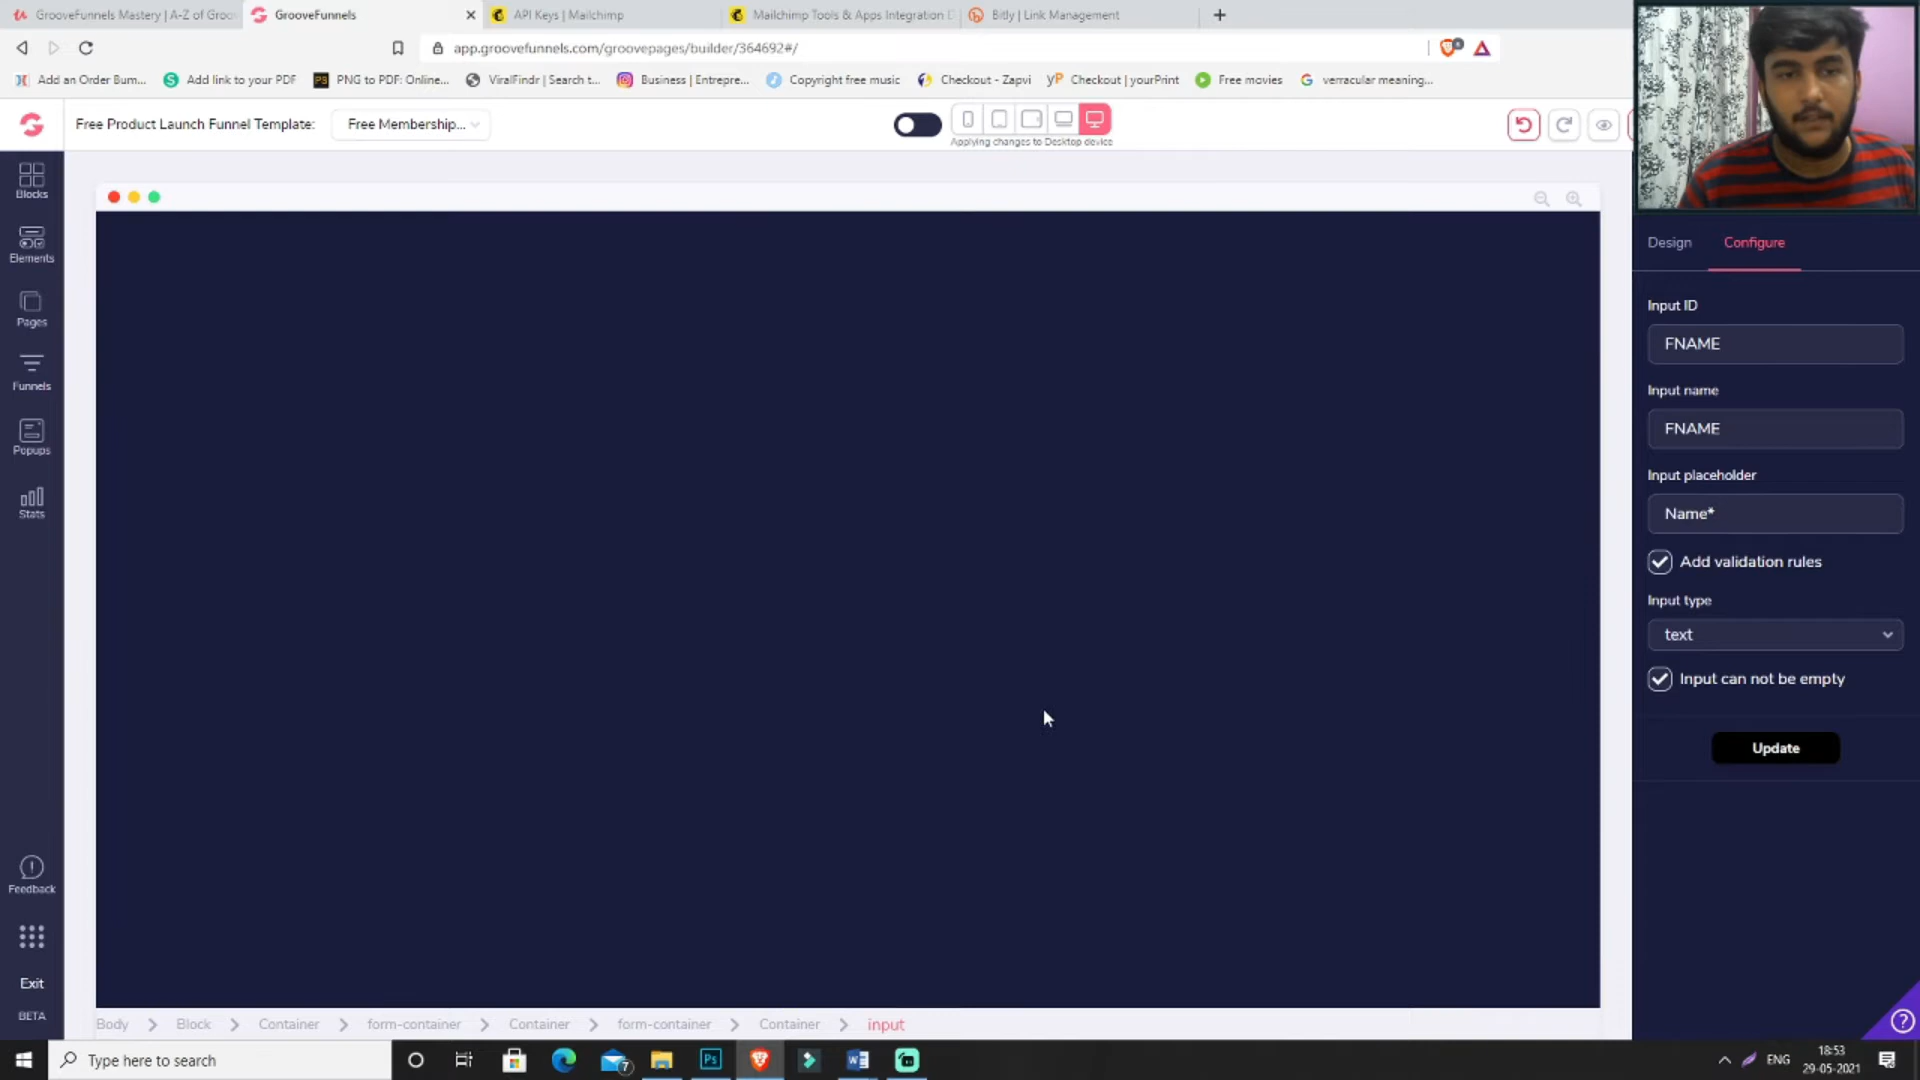 GrooveFunnels Mastery | A-Z of Groo
GrooveFunnels
API Keys | Mailchimp
Mailchimp Tools & Apps Integration D
Bitly | Link Management
app.groovefunnels.com/groovepages/builder/364692#/
Add an Order Bum...
Add link to your PDF
PNG to PDF: Online...
ViralFindr | Search t...
Business | Entrepre...
Copyright free music
Checkout - Zapvi
yP
Checkout | yourPrint
Free movies
verracular meaning...
Free Product Launch Funnel Template:
Free Membership...
Applying changes to Desktop device
Blocks
Elements
Pages
Funnels
Popups
Stats
Feedback
Exit
BETA
Design
Configure
Input ID
FNAME
Input name
FNAME
Input placeholder
Name*
Add validation rules
Input type
text
Input can not be empty
Update
Body
Block
Container
form-container
Container
form-container
Container
input
Type here to search
7
Ps
ENG
18:53
29-05-2021